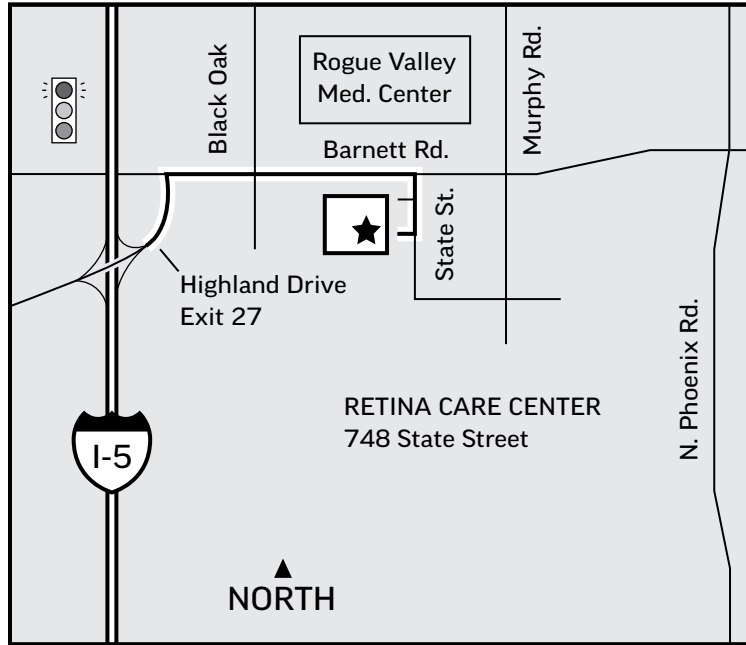 Black Oak
Rogue Valley
Med. Center
Murphy Rd.
Barnett Rd.
State St.
Highland Drive
Exit 27
N. Phoenix Rd.
RETINA CARE CENTER
748 State Street
I-5
NORTH